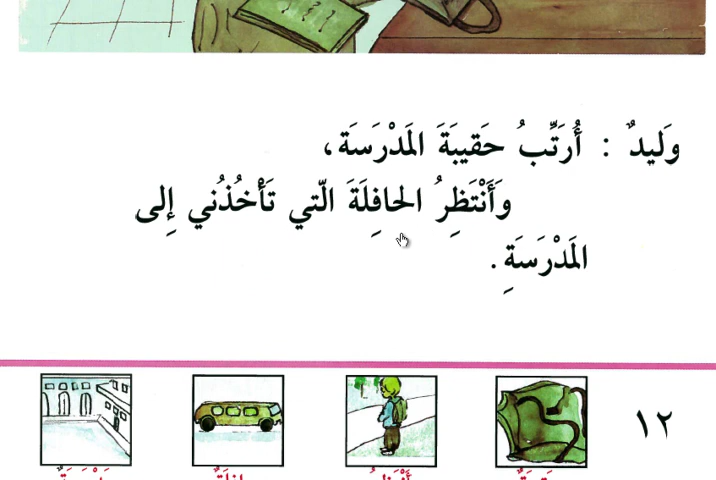 وَليدٌ : أُرَتِّبُ حَقيبَةَ المَدْرَسَة،
وَأَنْتَظِرُ الحافِلَةَ الّتي تَأْخُذُني إِلى
المَدْرَسَةِ.
١٢